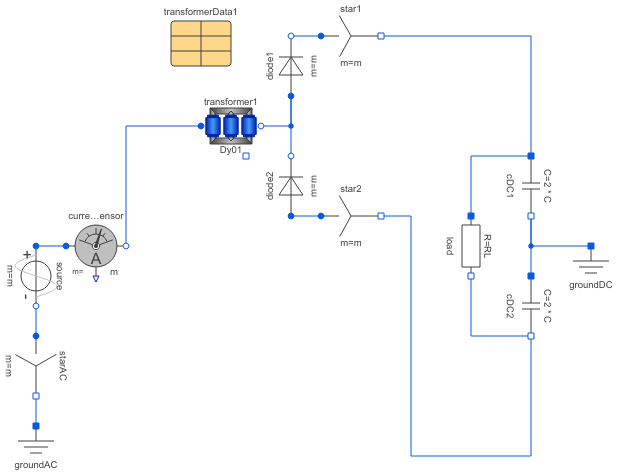 transformerData1
star1
m=m
diode1
m=m
transformer1
Dy01
diode2
m=m
star2
m=m
curre...ensor
A
m=
m
+
-
source
m=m
starAC
m=m
groundAC
cDC1
C=2 * C
load
R=RL
cDC2
C=2 * C
groundDC